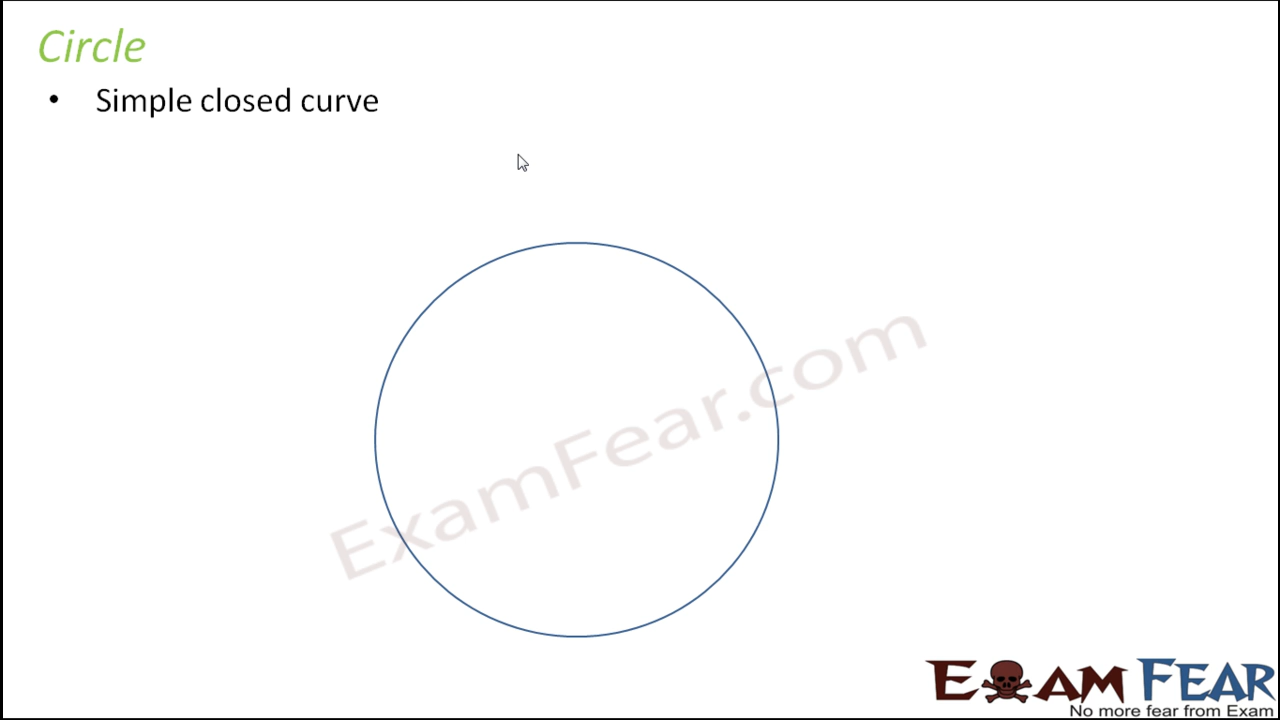 Circle
• Simple closed curve
ExamFear.com
EXAM FEAR
No more fear from Exam